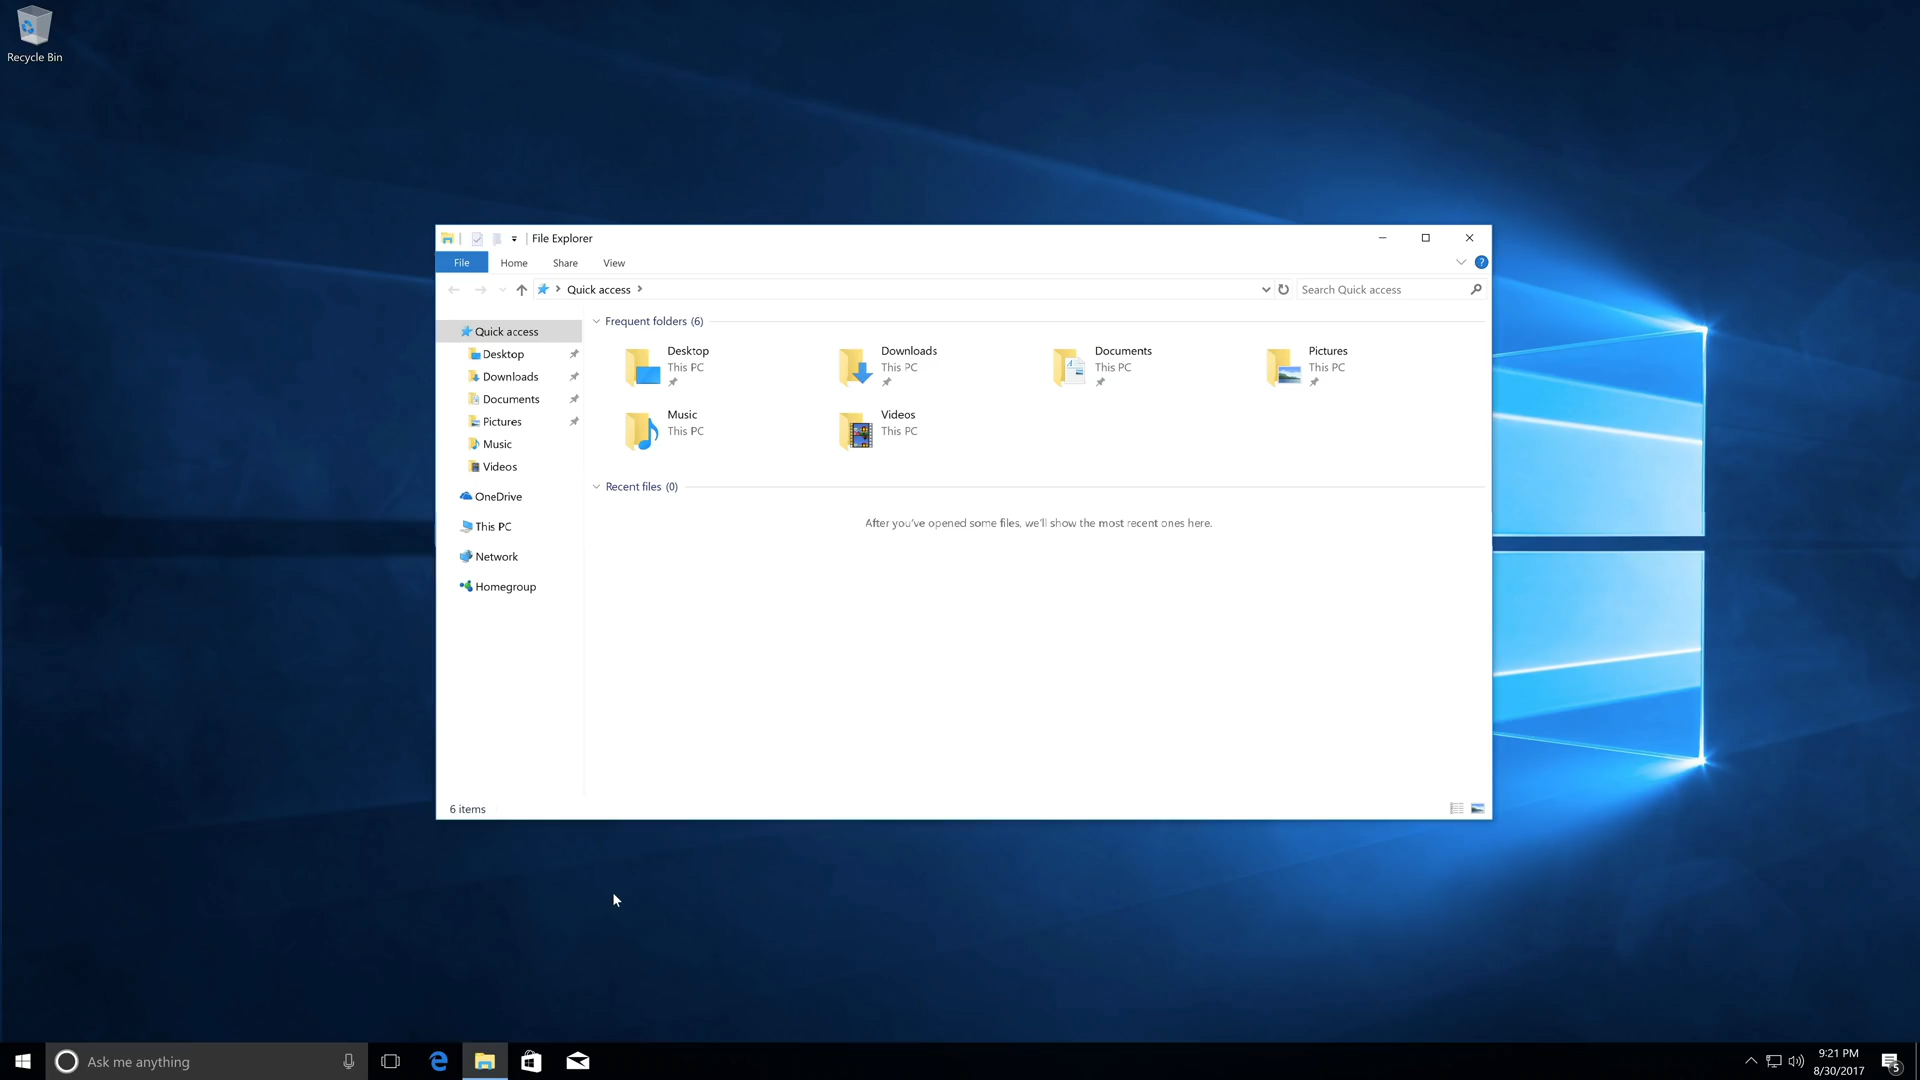 Recycle Bin
File Explorer
File Home Share View
Quick access Search Quick access
Quick access
Desktop
Downloads
Documents
Pictures
Music
Videos
OneDrive
This PC
Network
Homegroup
Frequent folders (6)
Desktop
This PC
Downloads
This PC
Documents
This PC
Pictures
This PC
Music
This PC
Videos
This PC
Recent files (0)
After you've opened some files, we'll show the most recent ones here.
6 items
Ask me anything
9:21 PM
8/30/2017
5